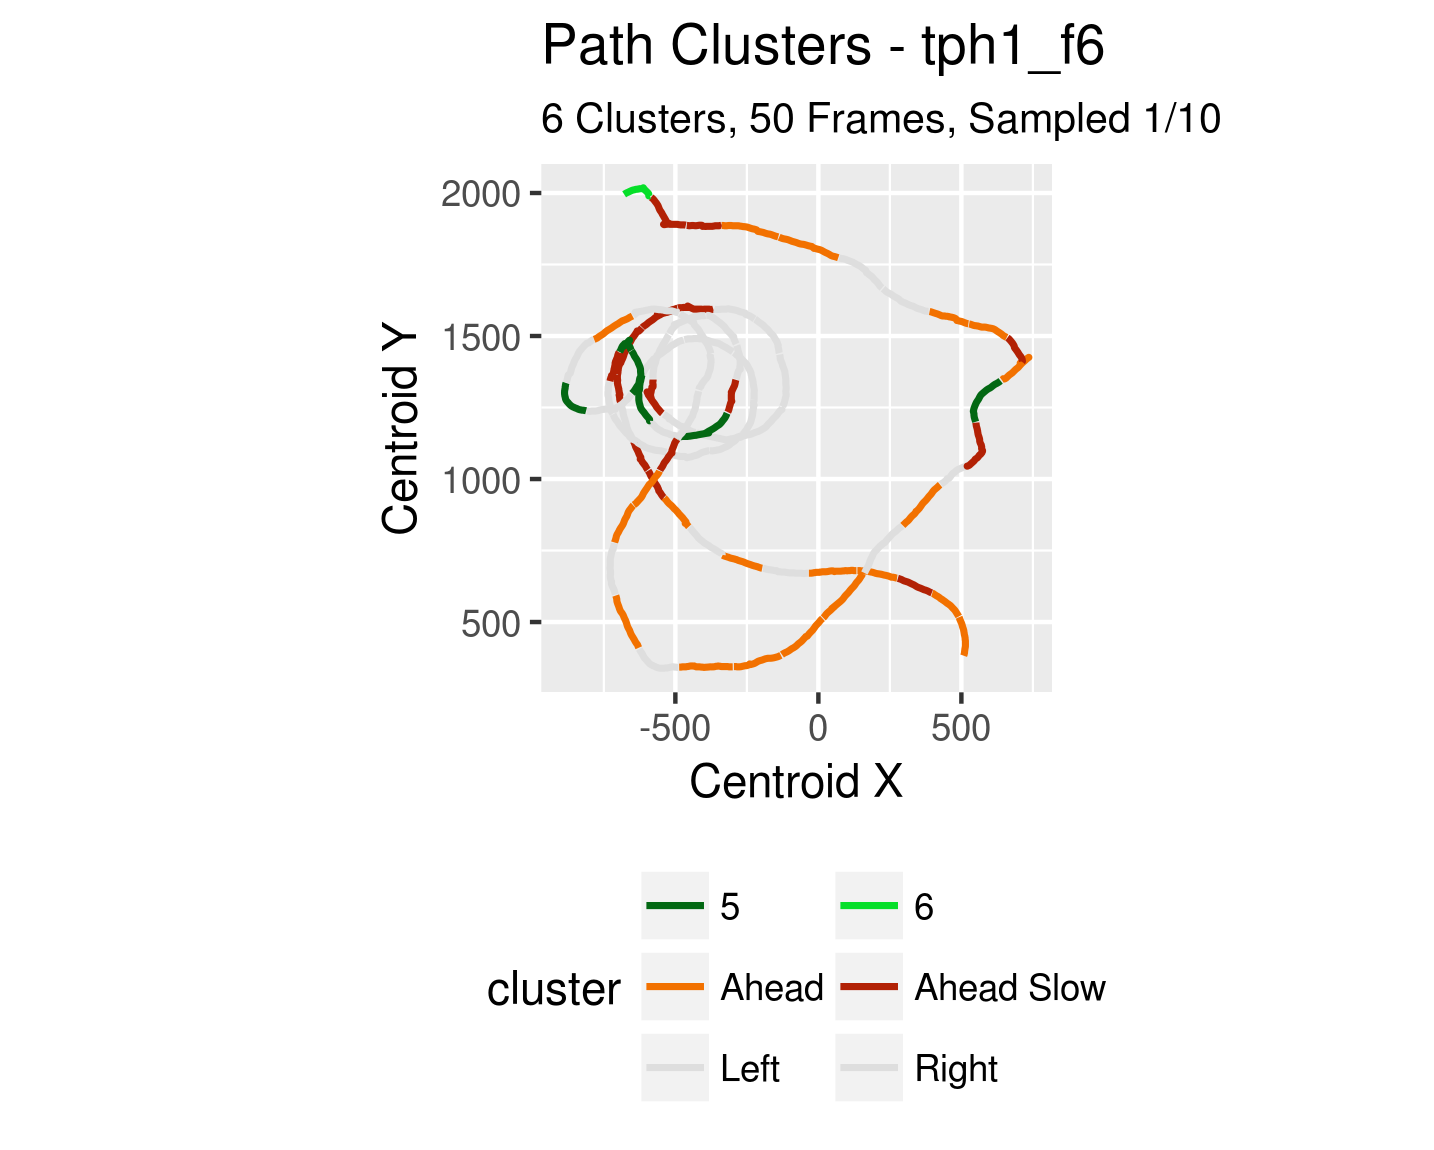 Path Clusters - tph1_f6
6 Clusters, 50 Frames, Sampled 1/10
2000
1500
1000
500
Centroid Y
-500 0 500
Centroid X
cluster
5 6
Ahead Ahead Slow
Left Right